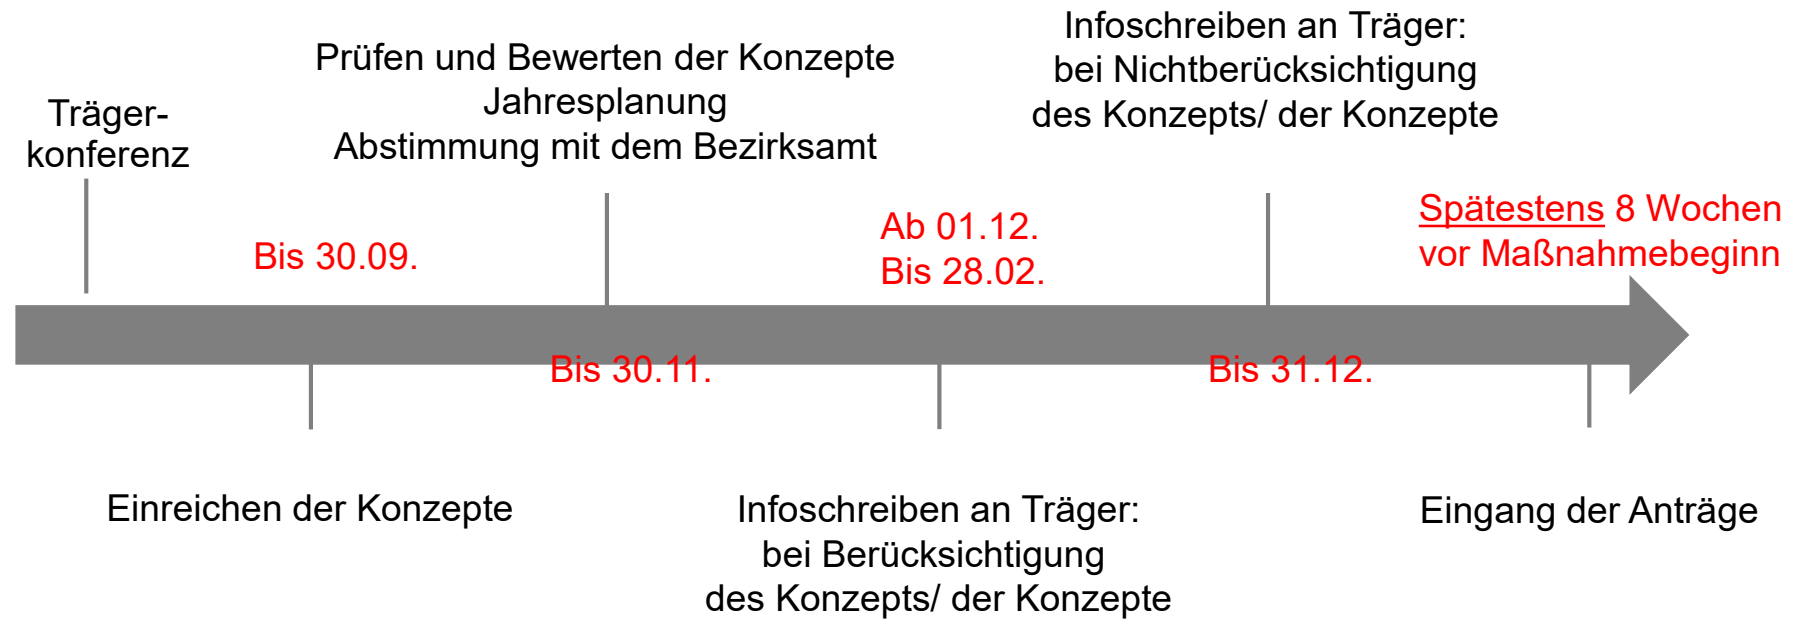 Träger-
konferenz
Prüfen und Bewerten der Konzepte
Jahresplanung
Abstimmung mit dem Bezirksamt
Infoschreiben an Träger:
bei Nichtberücksichtigung
des Konzepts/ der Konzepte
Bis 30.09.
Ab 01.12.
Bis 28.02.
Spätestens 8 Wochen
vor Maßnahmebeginn
Bis 30.11.
Bis 31.12.
Einreichen der Konzepte
Infoschreiben an Träger:
bei Berücksichtigung
des Konzepts/ der Konzepte
Eingang der Anträge